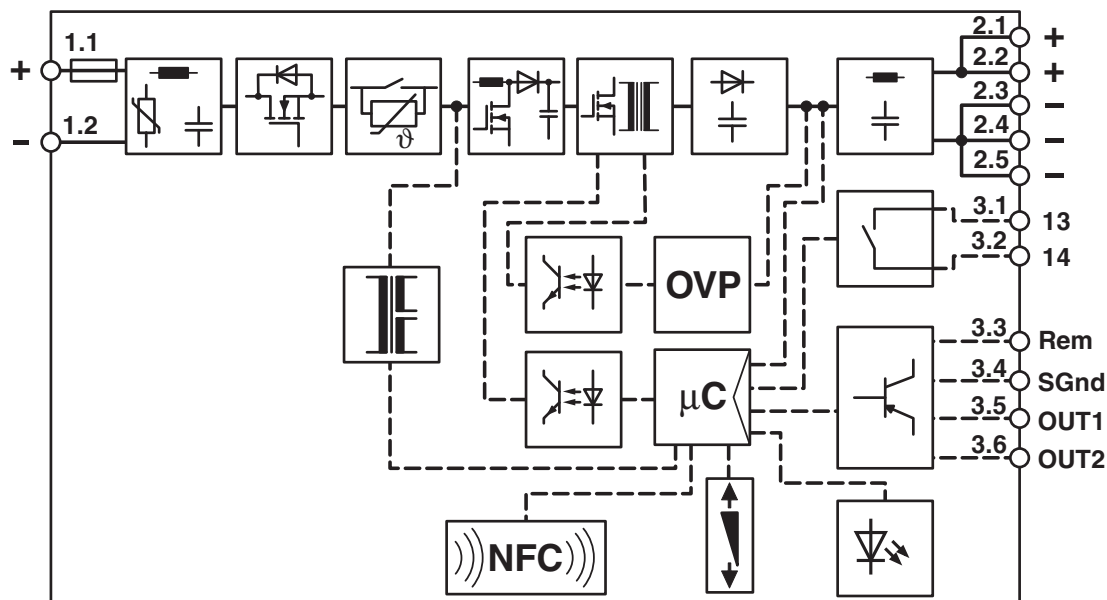 1.1
+
1.2
−
ϑ
2.1 +
2.2 +
2.3 −
2.4 −
2.5 −
3.1 13
3.2 14
OVP
3.3 Rem
3.4 SGnd
3.5 OUT1
3.6 OUT2
μC
NFC